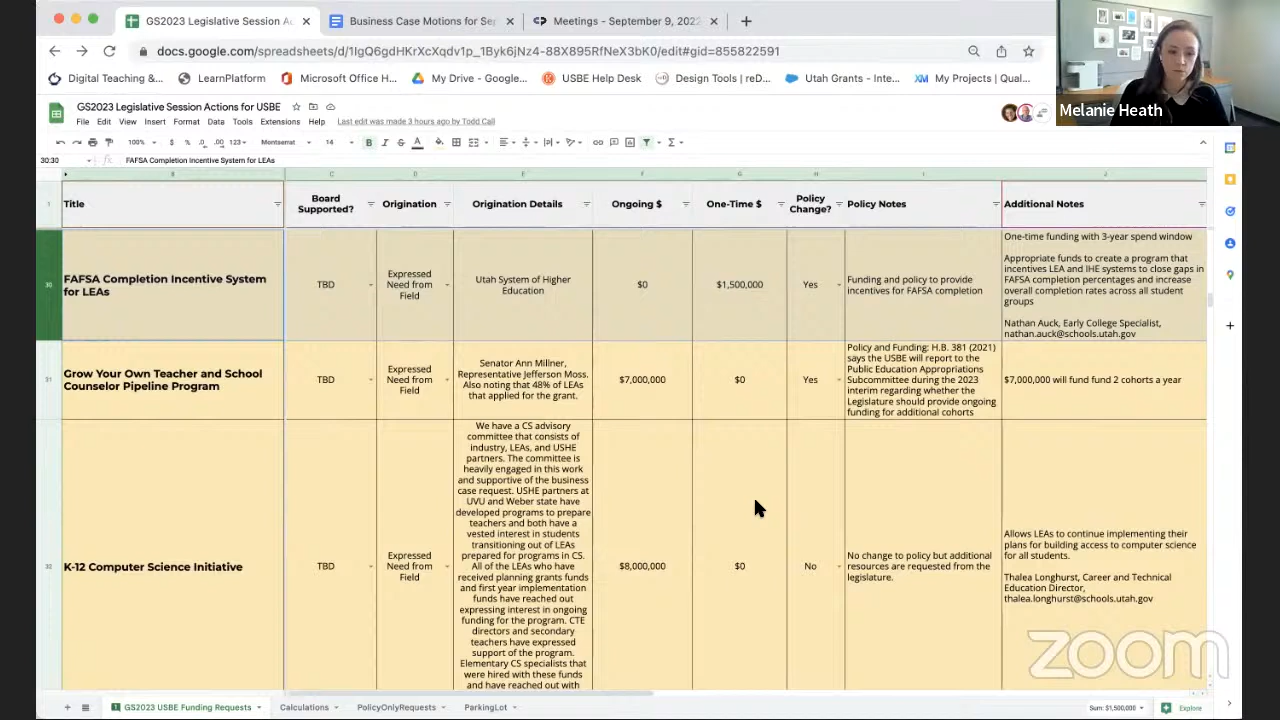 GS2023 Legislative Session Ac
Business Case Motions for Sep
Meetings - September 9, 2022
docs.google.com/spreadsheets/d/1IgQ6gdHKrXcXqdv1p_1Byk6jNz4-88X895RfNeX3bK0/edit#gid=855822591
Digital Teaching &...
LearnPlatform
Microsoft Office H...
My Drive - Google...
USBE Help Desk
Design Tools | reD...
Utah Grants - Inte...
XM My Projects | Qual...
Melanie Heath
GS2023 Legislative Session Actions for USBE
File Edit View Insert Format Data Tools Extensions Help Last edit was made 3 hours ago by Todd Call
100% $ % .0 .00 123 Montserrat 14 B I S A
30:30 fx FAFSA Completion Incentive System for LEAs
B C D E F G H I J
1 Title
Board Supported?
Origination
Origination Details
Ongoing $
One-Time $
Policy Change?
Policy Notes
Additional Notes
30
FAFSA Completion Incentive System
for LEAs
TBD
Expressed
Need from
Field
Utah System of Higher
Education
$0
$1,500,000
Yes
Funding and policy to provide
incentives for FAFSA completion
One-time funding with 3-year spend window
Appropriate funds to create a program that
incentives LEA and IHE systems to close gaps in
FAFSA completion percentages and increase
overall completion rates across all student
groups
Nathan Auck, Early College Specialist,
nathan.auck@schools.utah.gov
31
Grow Your Own Teacher and School
Counselor Pipeline Program
TBD
Expressed
Need from
Field
Senator Ann Millner,
Representative Jefferson Moss.
Also noting that 48% of LEAs
that applied for the grant.
$7,000,000
$0
Yes
Policy and Funding: H.B. 381 (2021)
says the USBE will report to the
Public Education Appropriations
Subcommittee during the 2023
interim regarding whether the
Legislature should provide ongoing
funding for additional cohorts
$7,000,000 will fund fund 2 cohorts a year
32
K-12 Computer Science Initiative
TBD
Expressed
Need from
Field
We have a CS advisory
committee that consists of
industry, LEAs, and USHE
partners. The committee is
heavily engaged in this work
and supportive of the business
case request. USHE partners at
UVU and Weber state have
developed programs to prepare
teachers and both have a
vested interest in students
transitioning out of LEAs
prepared for programs in CS.
All of the LEAs who have
received planning grants funds
and first year implementation
funds have reached out
expressing interest in ongoing
funding for the program. CTE
directors and secondary
teachers have expressed
support of the program.
Elementary CS specialists that
were hired with these funds
and have reached out with
$8,000,000
$0
No
No change to policy but additional
resources are requested from the
legislature.
Allows LEAs to continue implementing their
plans for building access to computer science
for all students.
Thalea Longhurst, Career and Technical
Education Director,
thalea.longhurst@schools.utah.gov
zoom
GS2023 USBE Funding Requests
Calculations
PolicyOnlyRequests
ParkingLot
Sum: $1,500,000
Explore